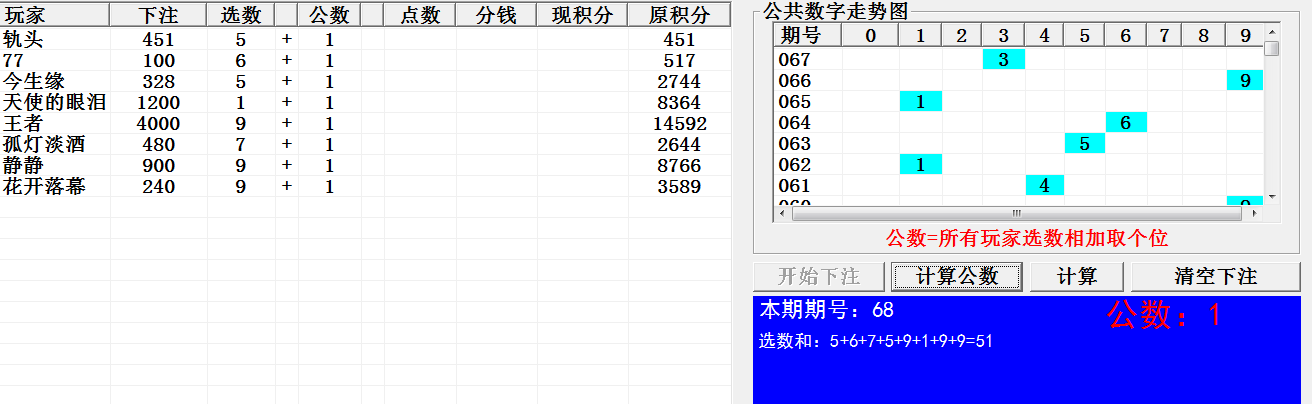 玩家 下注 选数 公数 点数 分钱 现积分 原积分
轨头 451 5 + 1 451
77 100 6 + 1 517
今生缘 328 5 + 1 2744
天使的眼泪 1200 1 + 1 8364
王者 4000 9 + 1 14592
孤灯淡酒 480 7 + 1 2644
静静 900 9 + 1 8766
花开落幕 240 9 + 1 3589
公共数字走势图
期号 0 1 2 3 4 5 6 7 8 9
067 3
066 9
065 1
064 6
063 5
062 1
061 4
060 9
公数=所有玩家选数相加取个位
开始下注 计算公数 计算 清空下注
本期期号：68 公数：1
选数和：5+6+7+5+9+1+9+9=51